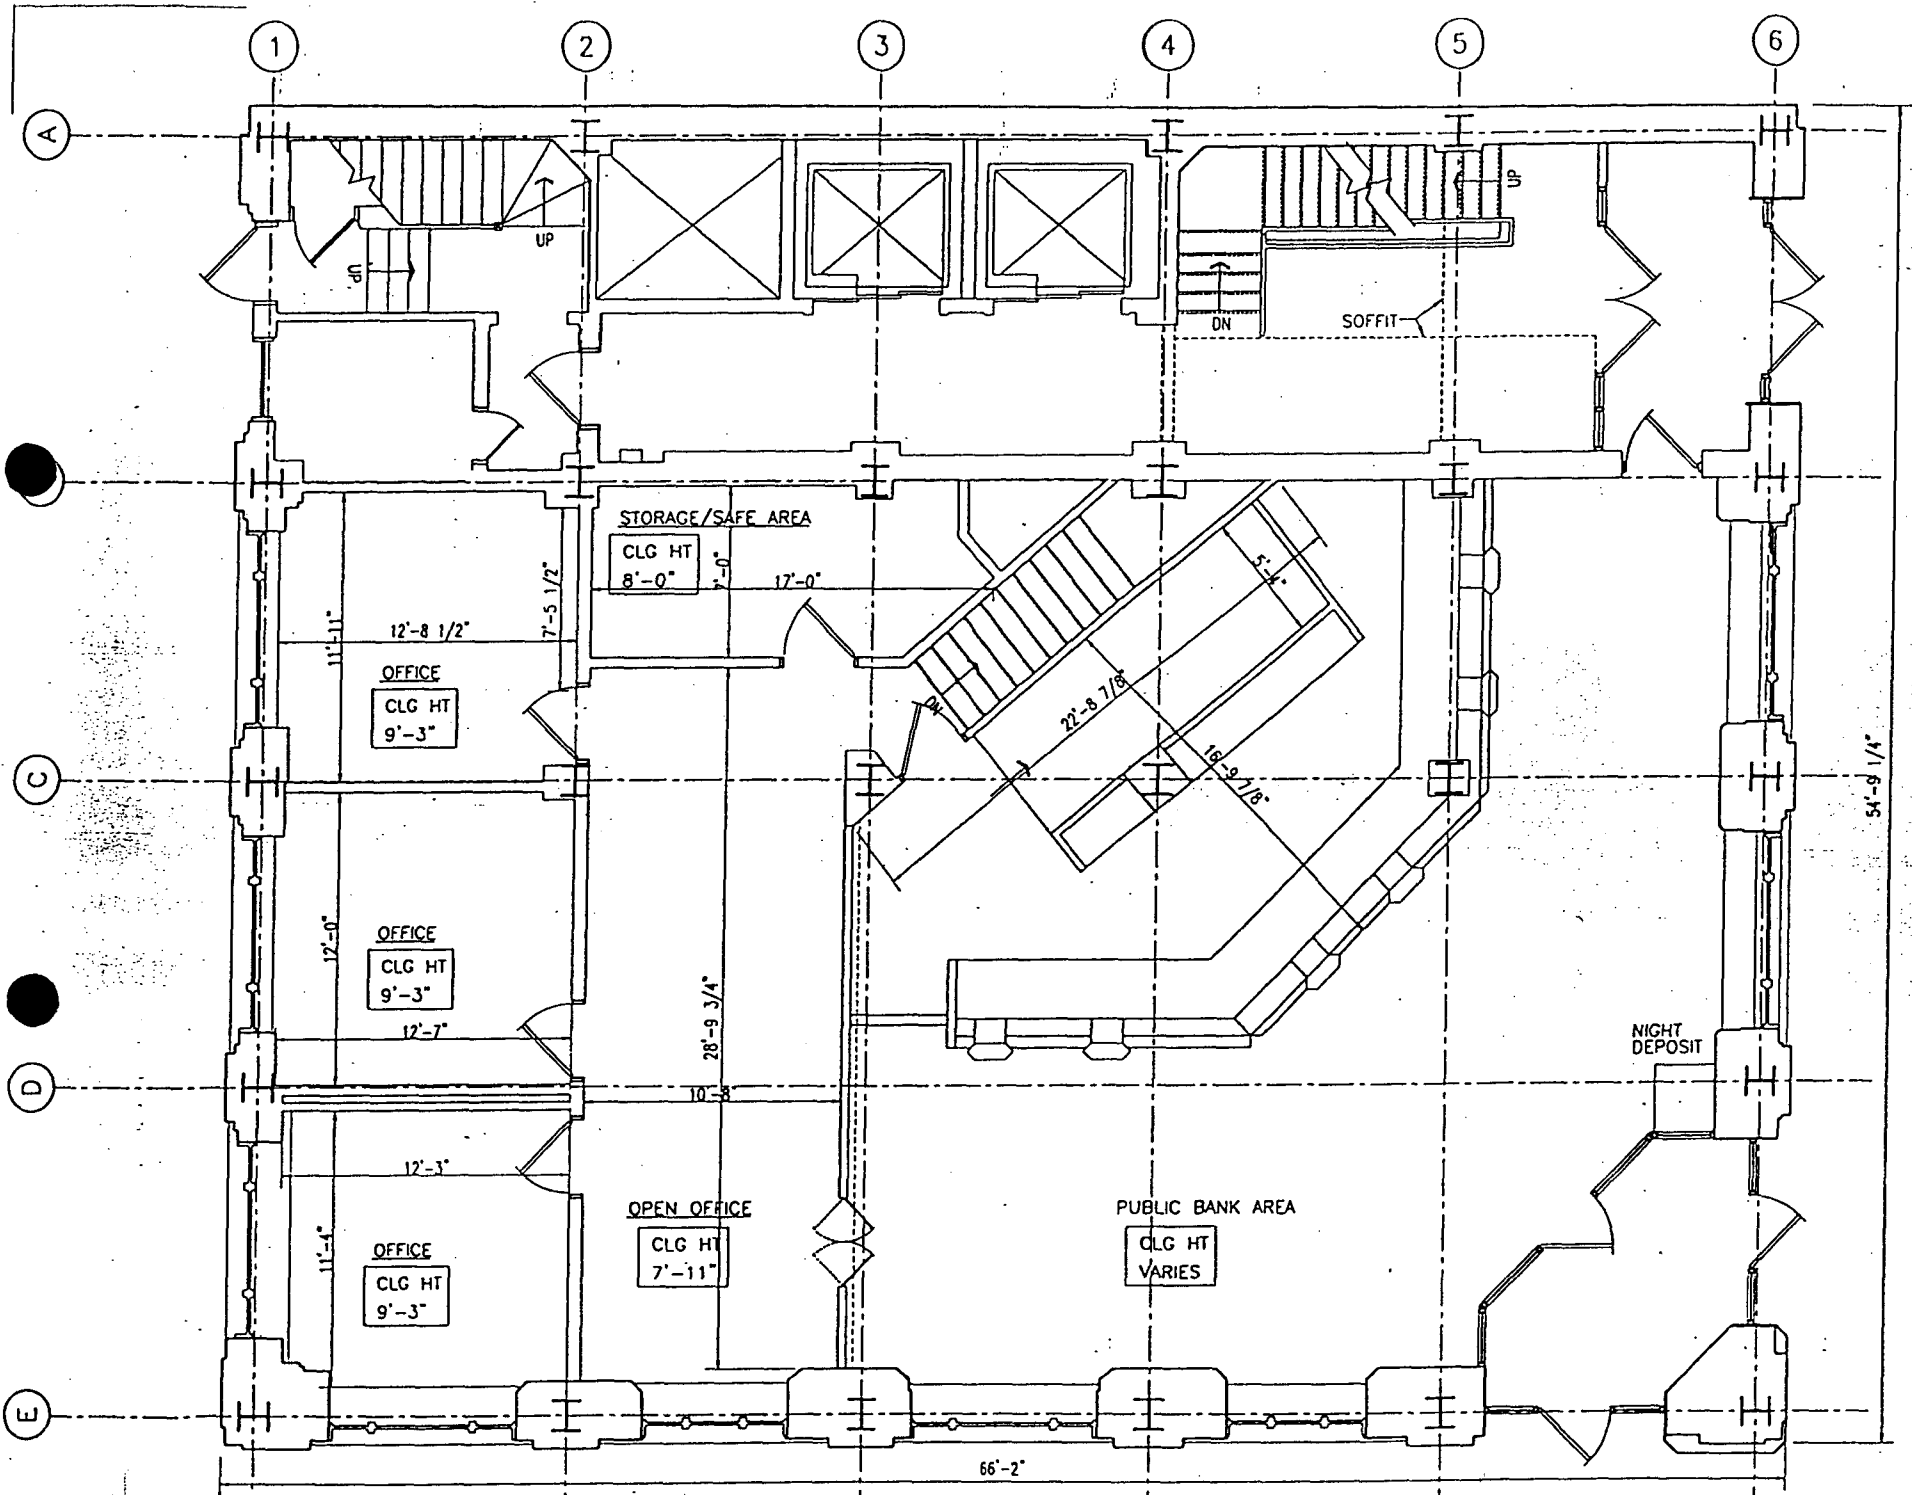 1
2
3
4
5
6
A
UP
UP
UP
DN
SOFFIT
STORAGE/SAFE AREA
CLG HT
8'-0"
7'-0"
17'-0"
5'-4"
7'-5 1/2"
11'-11"
12'-8 1/2"
OFFICE
CLG HT
9'-3"
DN
22'-8 7/8"
16'-9 7/8"
C
54'-9 1/4"
OFFICE
CLG HT
9'-3"
12'-0"
12'-7"
28'-9 3/4"
NIGHT
DEPOSIT
D
10'-8
12'-3"
OPEN OFFICE
CLG HT
7'-11"
PUBLIC BANK AREA
CLG HT
VARIES
OFFICE
CLG HT
9'-3"
11'-4"
E
66'-2"